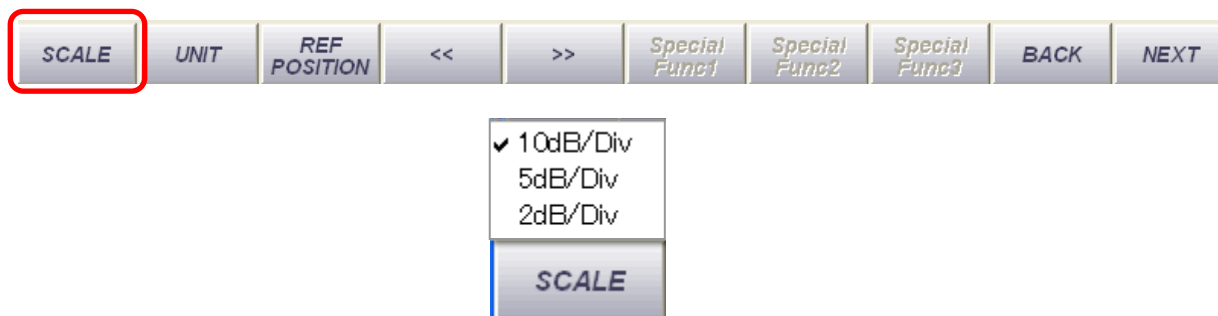 SCALE
UNIT
REF
POSITION
<<
>>
Special
Func1
Special
Func2
Special
Func3
BACK
NEXT
✓ 10dB/Div
5dB/Div
2dB/Div
SCALE